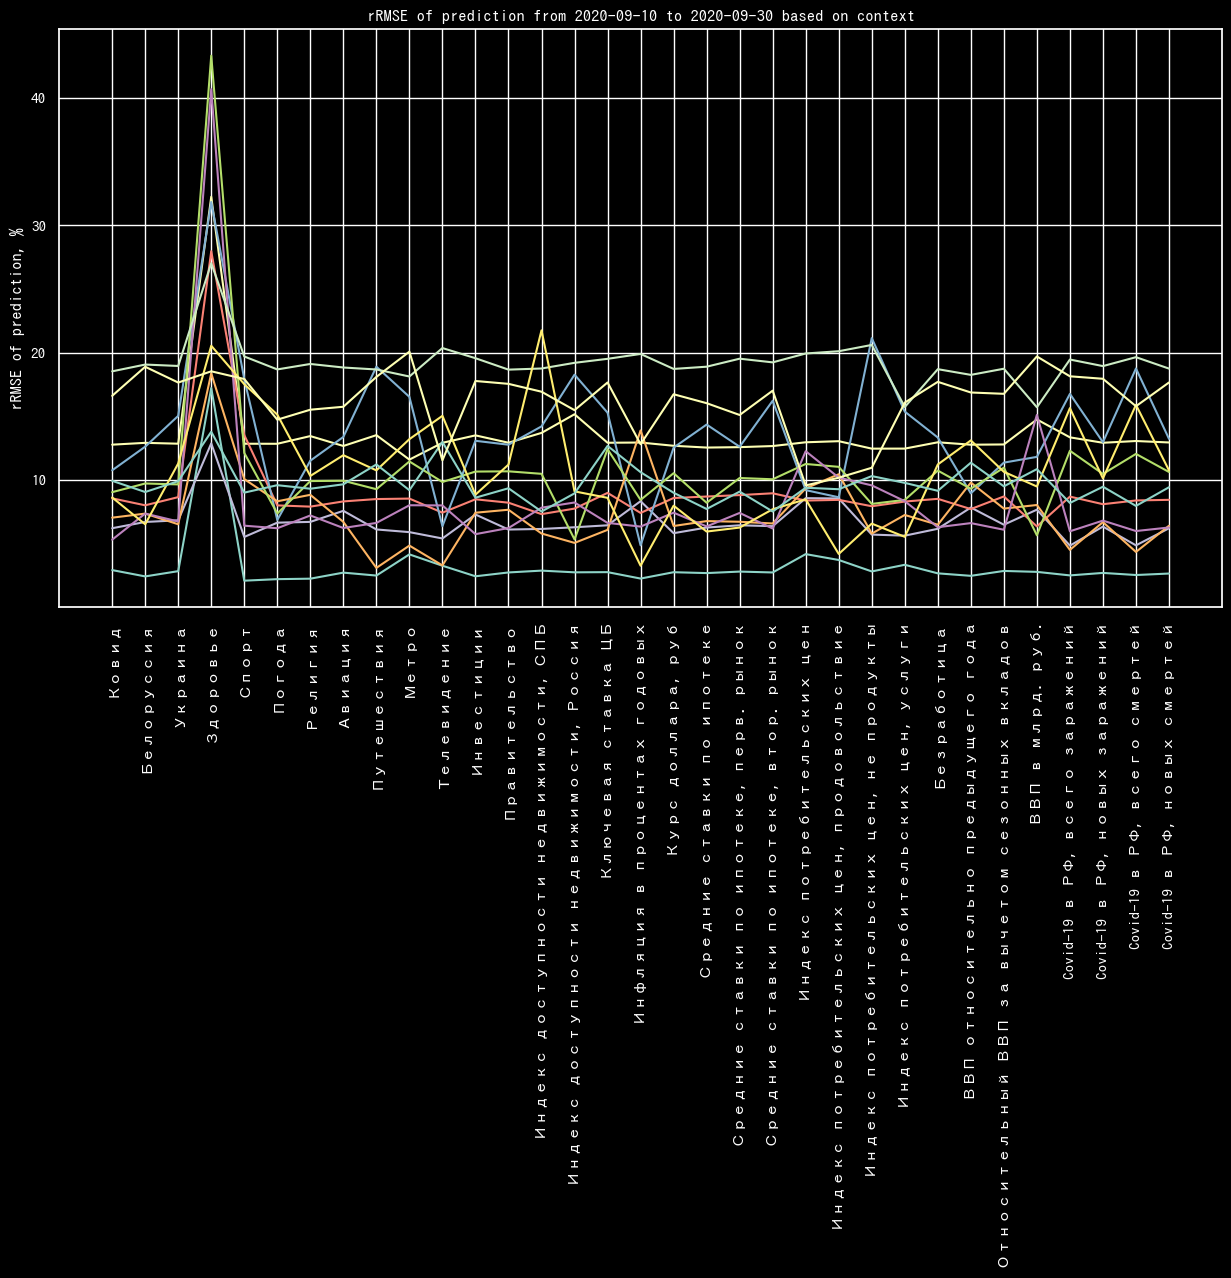 rRMSE of prediction from 2020-09-10 to 2020-09-30 based on context
rRMSE of prediction, %
40
30
20
10
Ковид
Белоруссия
Украина
Здоровье
Спорт
Погода
Религия
Авиация
Путешествия
Метро
Телевидение
Инвестиции
Правительство
Индекс доступности недвижимости, СПБ
Индекс доступности недвижимости, Россия
Ключевая ставка ЦБ
Инфляция в процентах годовых
Курс доллара, руб
Средние ставки по ипотеке
Средние ставки по ипотеке, перв. рынок
Средние ставки по ипотеке, втор. рынок
Индекс потребительских цен
Индекс потребительских цен, продовольствие
Индекс потребительских цен, не продукты
Индекс потребительских цен, услуги
Безработица
ВВП относительно предыдущего года
Относительный ВВП за вычетом сезонных вкладов
ВВП в млрд. руб.
Covid-19 в РФ, всего заражений
Covid-19 в РФ, новых заражений
Covid-19 в РФ, всего смертей
Covid-19 в РФ, новых смертей